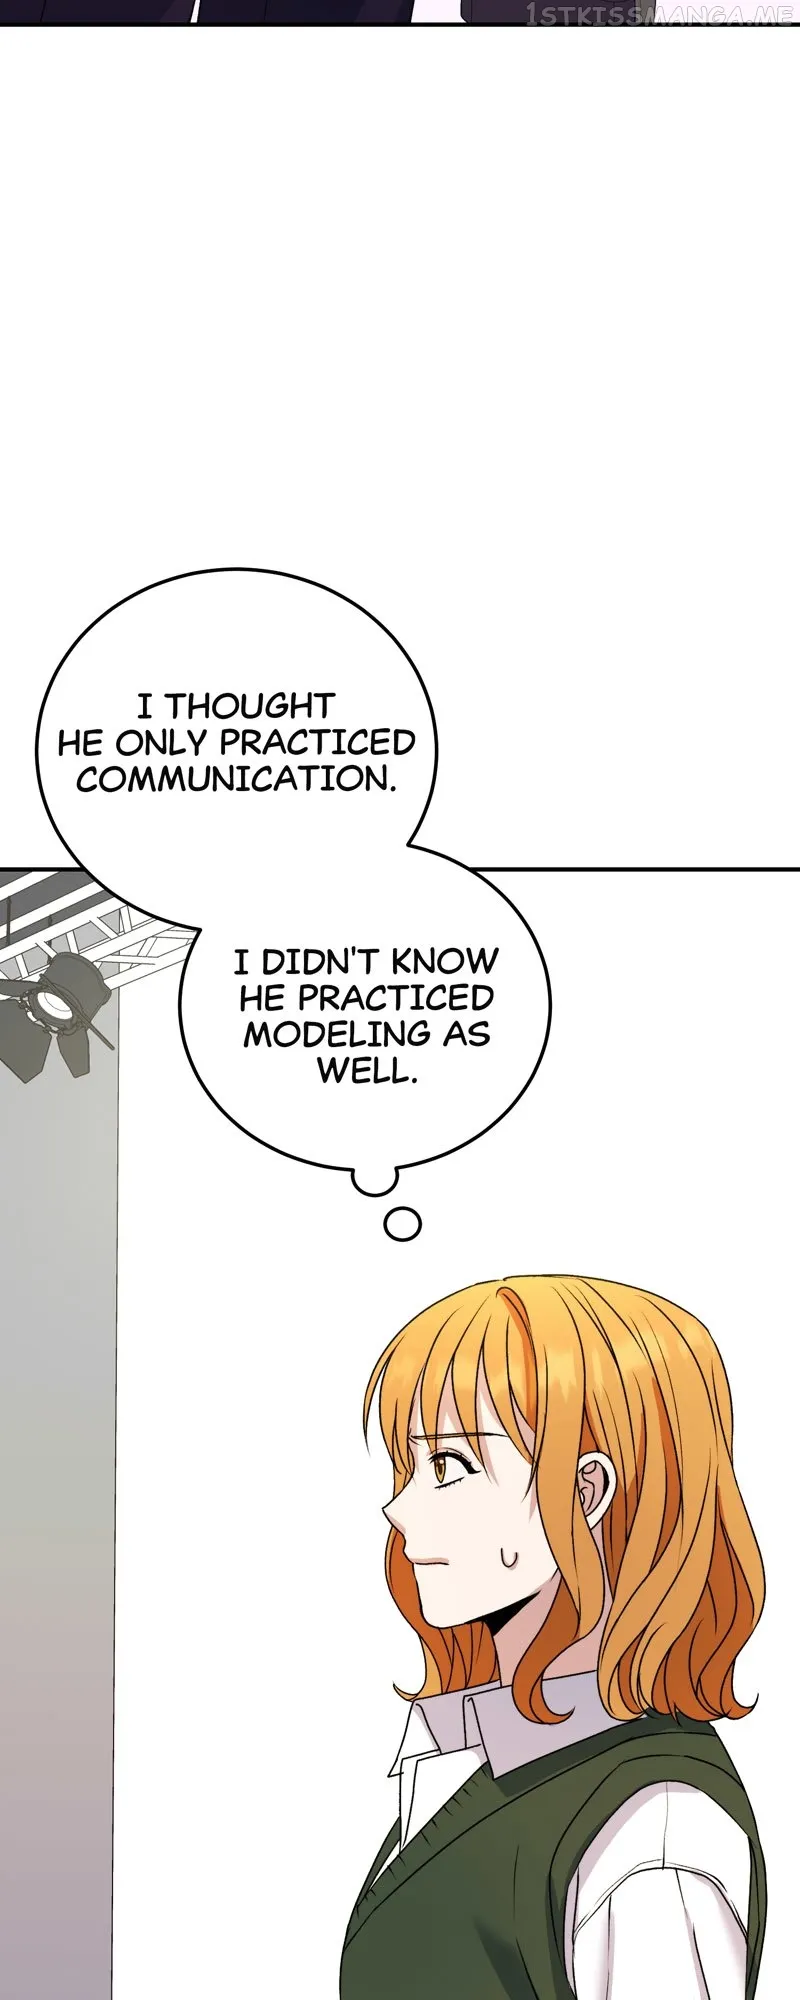 1STKISSMANGA.ME
I THOUGHT
HE ONLY PRACTICED
COMMUNICATION.
I DIDN'T KNOW
HE PRACTICED
MODELING AS
WELL.